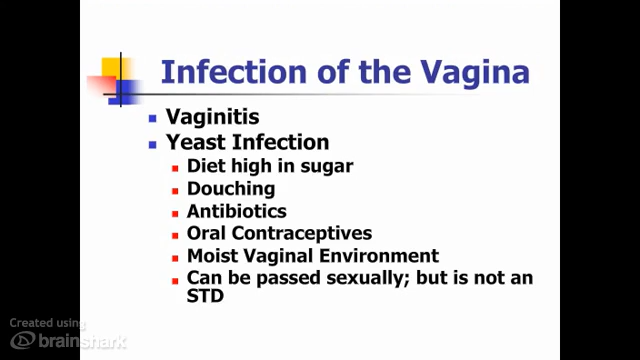 Infection of the Vagina
Vaginitis
Yeast Infection
Diet high in sugar
Douching
Antibiotics
Oral Contraceptives
Moist Vaginal Environment
Can be passed sexually; but is not an
STD
Created using
brainshark